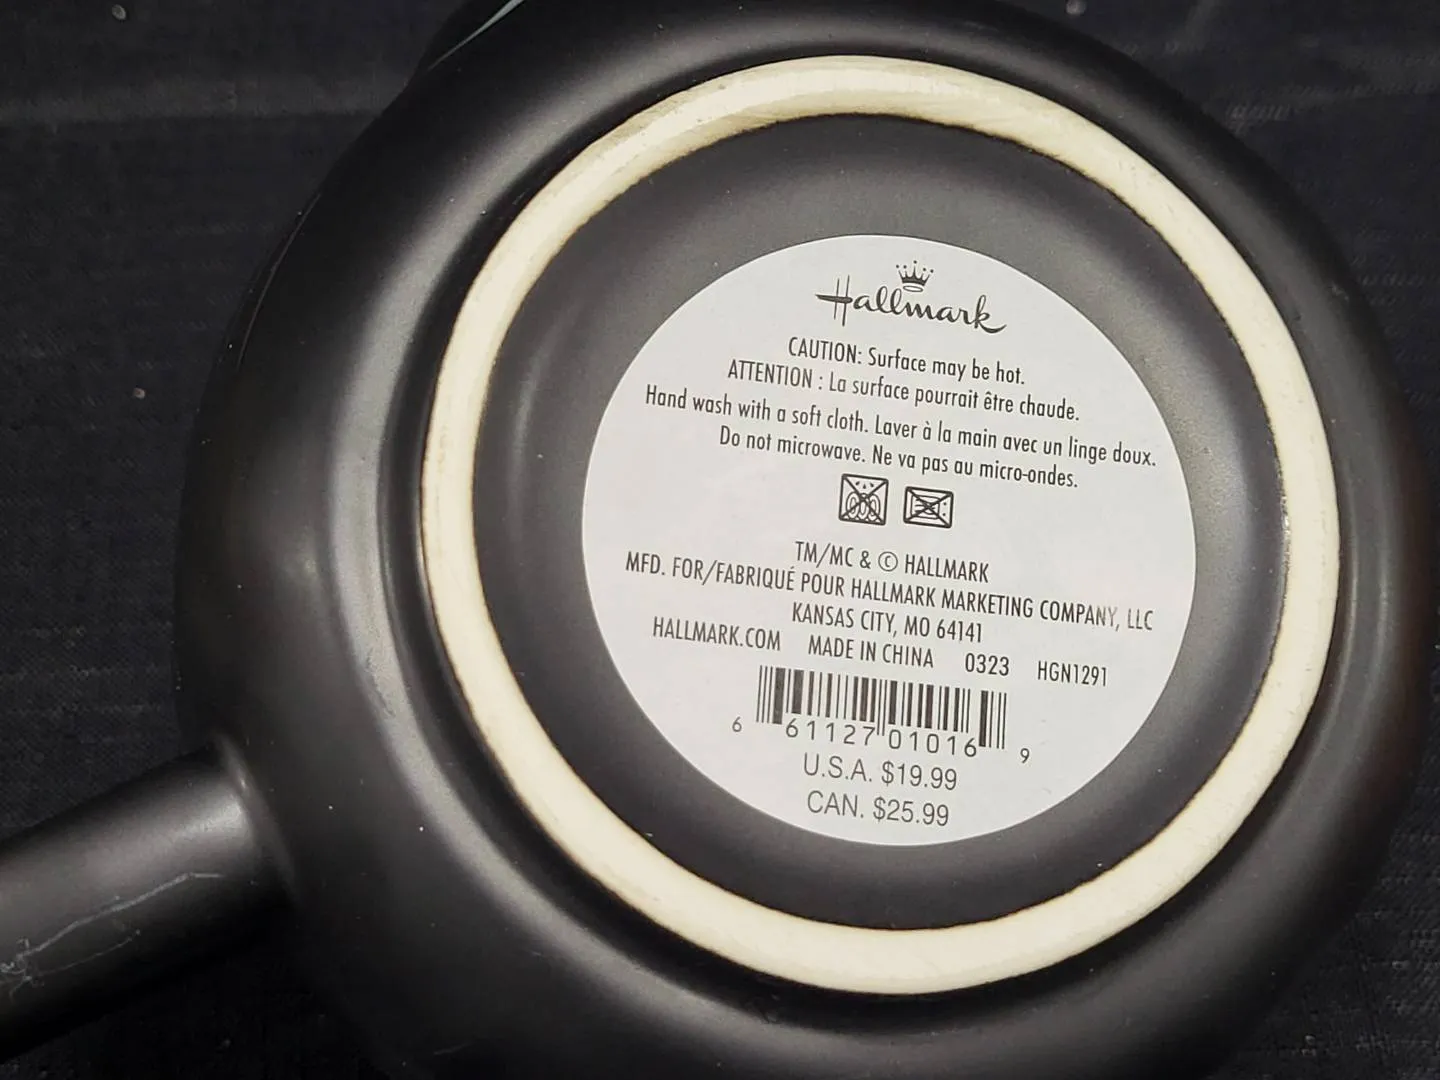 Hallmark
CAUTION: Surface may be hot.
ATTENTION : La surface pourrait être chaude.
Hand wash with a soft cloth. Laver à la main avec un linge doux.
Do not microwave. Ne va pas au micro-ondes.
TM/MC & © HALLMARK
MFD. FOR/FABRIQUÉ POUR HALLMARK MARKETING COMPANY, LLC
KANSAS CITY, MO 64141
HALLMARK.COM MADE IN CHINA 0323 HGN1291
6 61127 01016 9
U.S.A. $19.99
CAN. $25.99